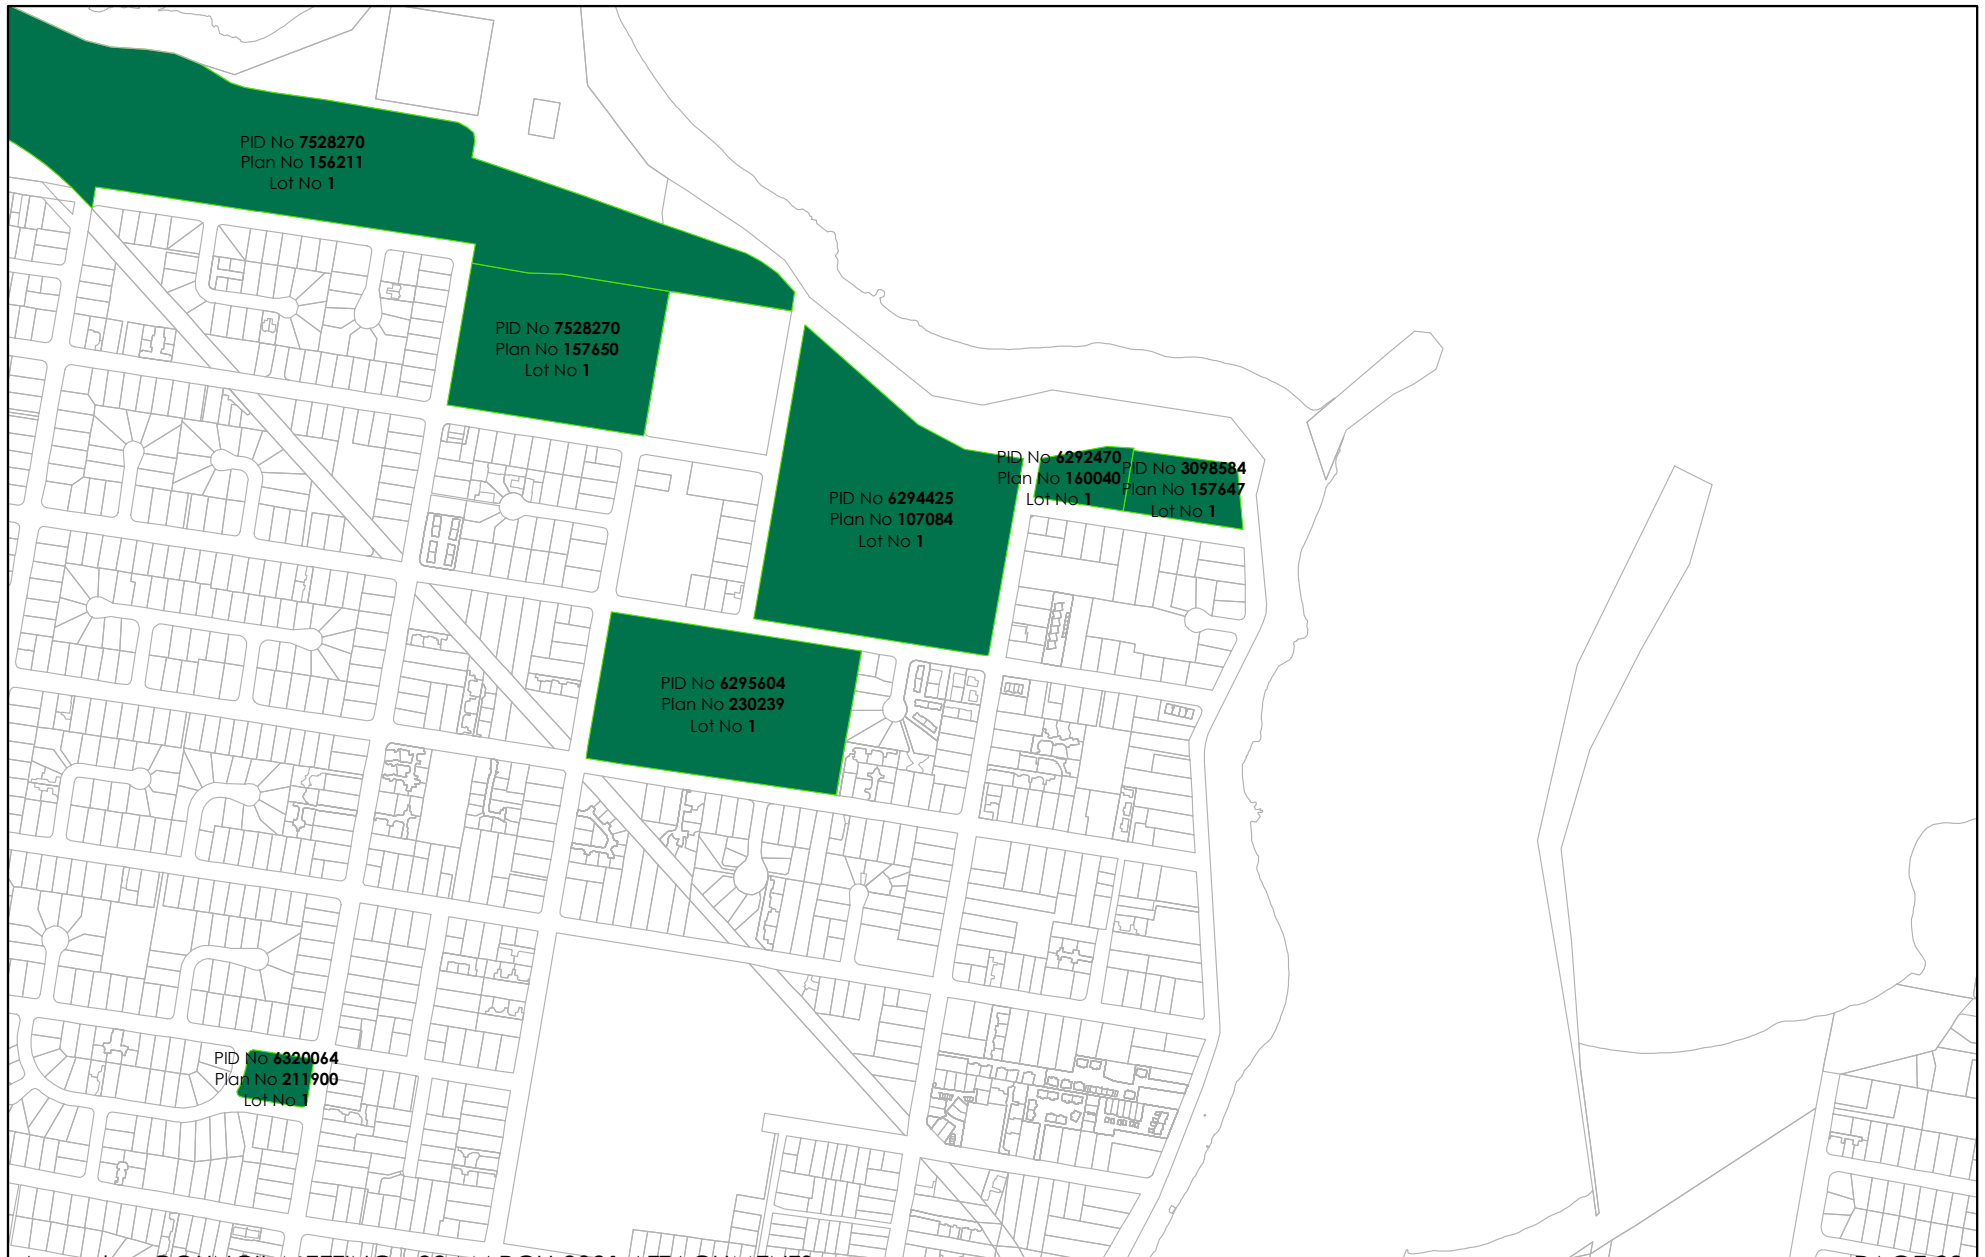 PID No 7528270
Plan No 156211
Lot No 1
PID No 7528270
Plan No 157650
Lot No 1
PID No 6292470
Plan No 160040
Lot No 1
PID No 3098584
Plan No 157647
Lot No 1
PID No 6294425
Plan No 107084
Lot No 1
PID No 6295604
Plan No 230239
Lot No 1
PID No 6320064
Plan No 211900
Lot No 1